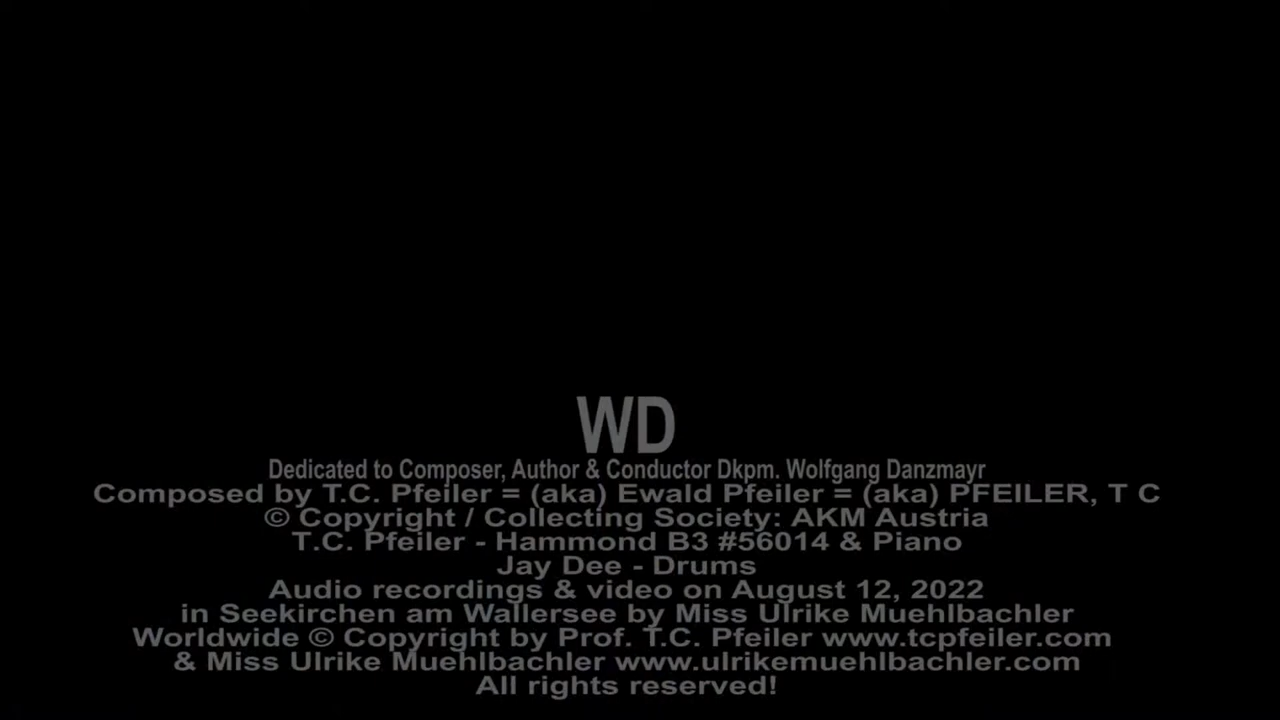 WD
Dedicated to Composer, Author & Conductor Dkpm. Wolfgang Danzmayr
Composed by T.C. Pfeiler = (aka) Ewald Pfeiler = (aka) PFEILER, T C
© Copyright / Collecting Society: AKM Austria
T.C. Pfeiler - Hammond B3 #56014 & Piano
Jay Dee - Drums
Audio recordings & video on August 12, 2022
in Seekirchen am Wallersee by Miss Ulrike Muehlbachler
Worldwide © Copyright by Prof. T.C. Pfeiler www.tcpfeiler.com
& Miss Ulrike Muehlbachler www.ulrikemuehlbachler.com
All rights reserved!